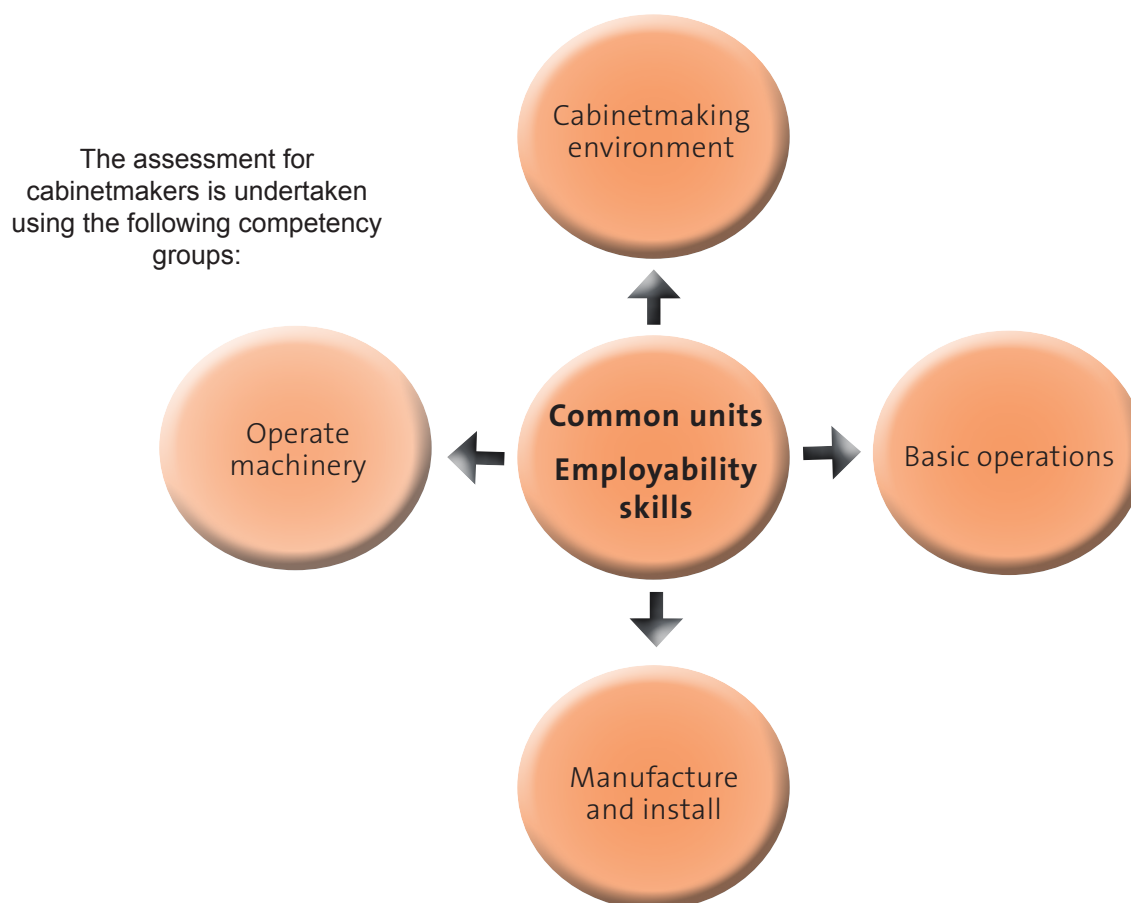 Cabinetmaking
environment
The assessment for
cabinetmakers is undertaken
using the following competency
groups:
Operate
machinery
Common units
Employability
skills
Basic operations
Manufacture
and install